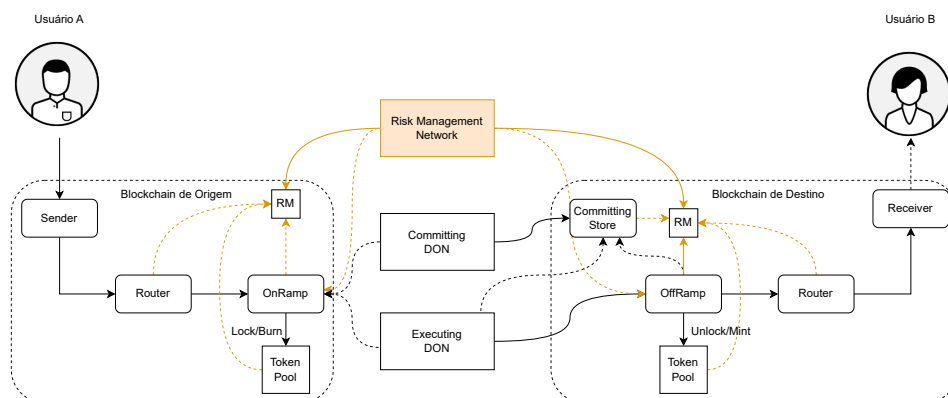 Usuário A
Usuário B
Risk Management
Network
Blockchain de Origem
Blockchain de Destino
RM
Sender
Committing
DON
Committing
Store
RM
Receiver
Router
OnRamp
OffRamp
Router
Lock/Burn
Executing
DON
Unlock/Mint
Token
Pool
Token
Pool